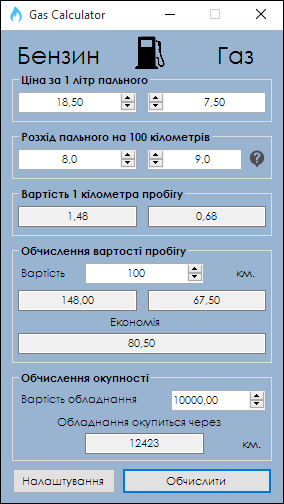 Gas Calculator
Бензин Газ
Ціна за 1 літр пального
18,50 7,50
Розхід пального на 100 кілометрів
8,0 9,0 ?
Вартість 1 кілометра пробігу
1,48 0,68
Обчислення вартості пробігу
Вартість 100 км.
148,00 67,50
Економія
80,50
Обчислення окупності
Вартість обладнання 10000,00
Обладнання окупиться через
12423 км.
Налаштування Обчислити